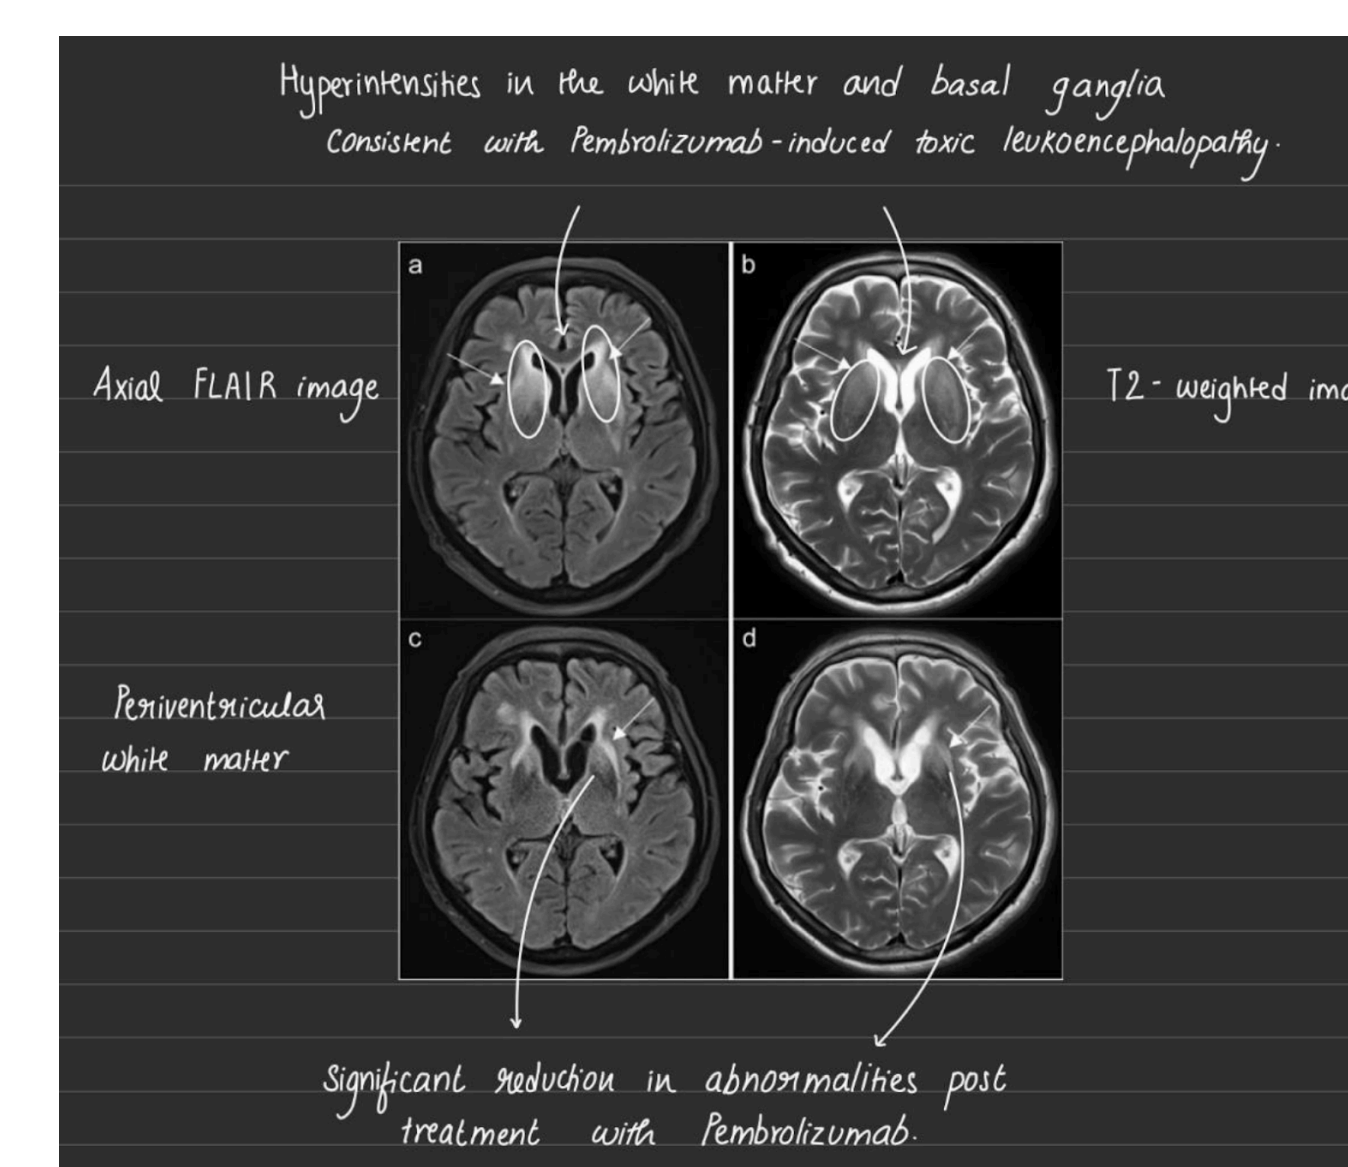 Hyperintensities in the white matter and basal ganglia
Consistent with Pembrolizumab-induced toxic leukoencephalopathy.
a
b
Axial FLAIR image
T2-weighted
c
d
Periventricular
white matter
Significant reduction in abnormalities post
treatment with Pembrolizumab.